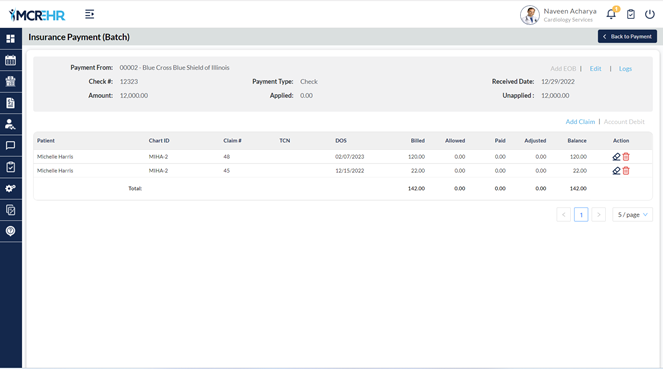 MCREHR
Naveen Acharya
Cardiology Services
Insurance Payment (Batch)
Back to Payment
Payment From: 00002 - Blue Cross Blue Shield of Illinois
Add EOB | Edit | Logs
Check #: 12323 Payment Type: Check Received Date: 12/29/2022
Amount: 12,000.00 Applied: 0.00 Unapplied : 12,000.00
Add Claim | Account Debit
Patient Chart ID Claim # TCN DOS Billed Allowed Paid Adjusted Balance Action
Michelle Harris MIHA-2 48 02/07/2023 120.00 0.00 0.00 0.00 120.00
Michelle Harris MIHA-2 45 12/15/2022 22.00 0.00 0.00 0.00 22.00
Total: 142.00 0.00 0.00 0.00 142.00
1 5 / page